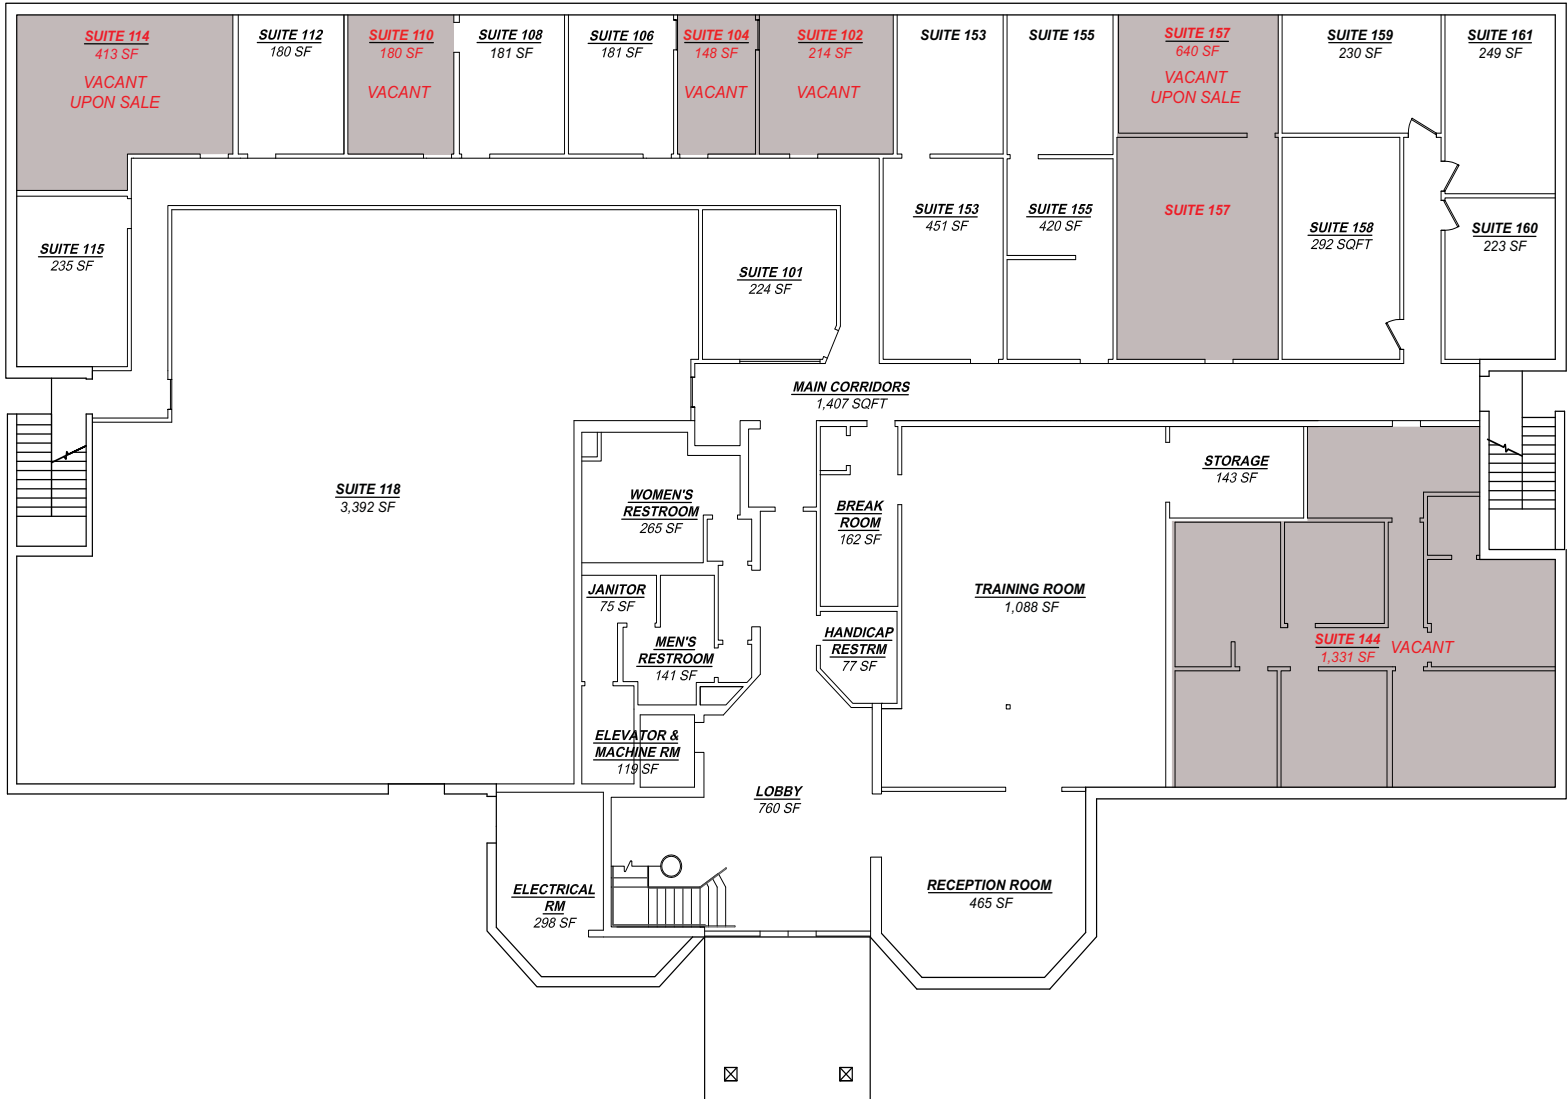 SUITE 114
413 SF
VACANT
UPON SALE
SUITE 112
180 SF
SUITE 110
180 SF
VACANT
SUITE 108
181 SF
SUITE 106
181 SF
SUITE 104
148 SF
VACANT
SUITE 102
214 SF
VACANT
SUITE 153
SUITE 155
SUITE 157
640 SF
VACANT
UPON SALE
SUITE 159
230 SF
SUITE 161
249 SF
SUITE 115
235 SF
SUITE 101
224 SF
SUITE 153
451 SF
SUITE 155
420 SF
SUITE 157
SUITE 158
292 SQFT
SUITE 160
223 SF
MAIN CORRIDORS
1,407 SQFT
SUITE 118
3,392 SF
WOMEN'S
RESTROOM
265 SF
BREAK
ROOM
162 SF
STORAGE
143 SF
JANITOR
75 SF
MEN'S
RESTROOM
141 SF
HANDICAP
RESTRM
77 SF
TRAINING ROOM
1,088 SF
SUITE 144
1,331 SF
VACANT
ELEVATOR &
MACHINE RM
119 SF
LOBBY
760 SF
ELECTRICAL
RM
298 SF
RECEPTION ROOM
465 SF